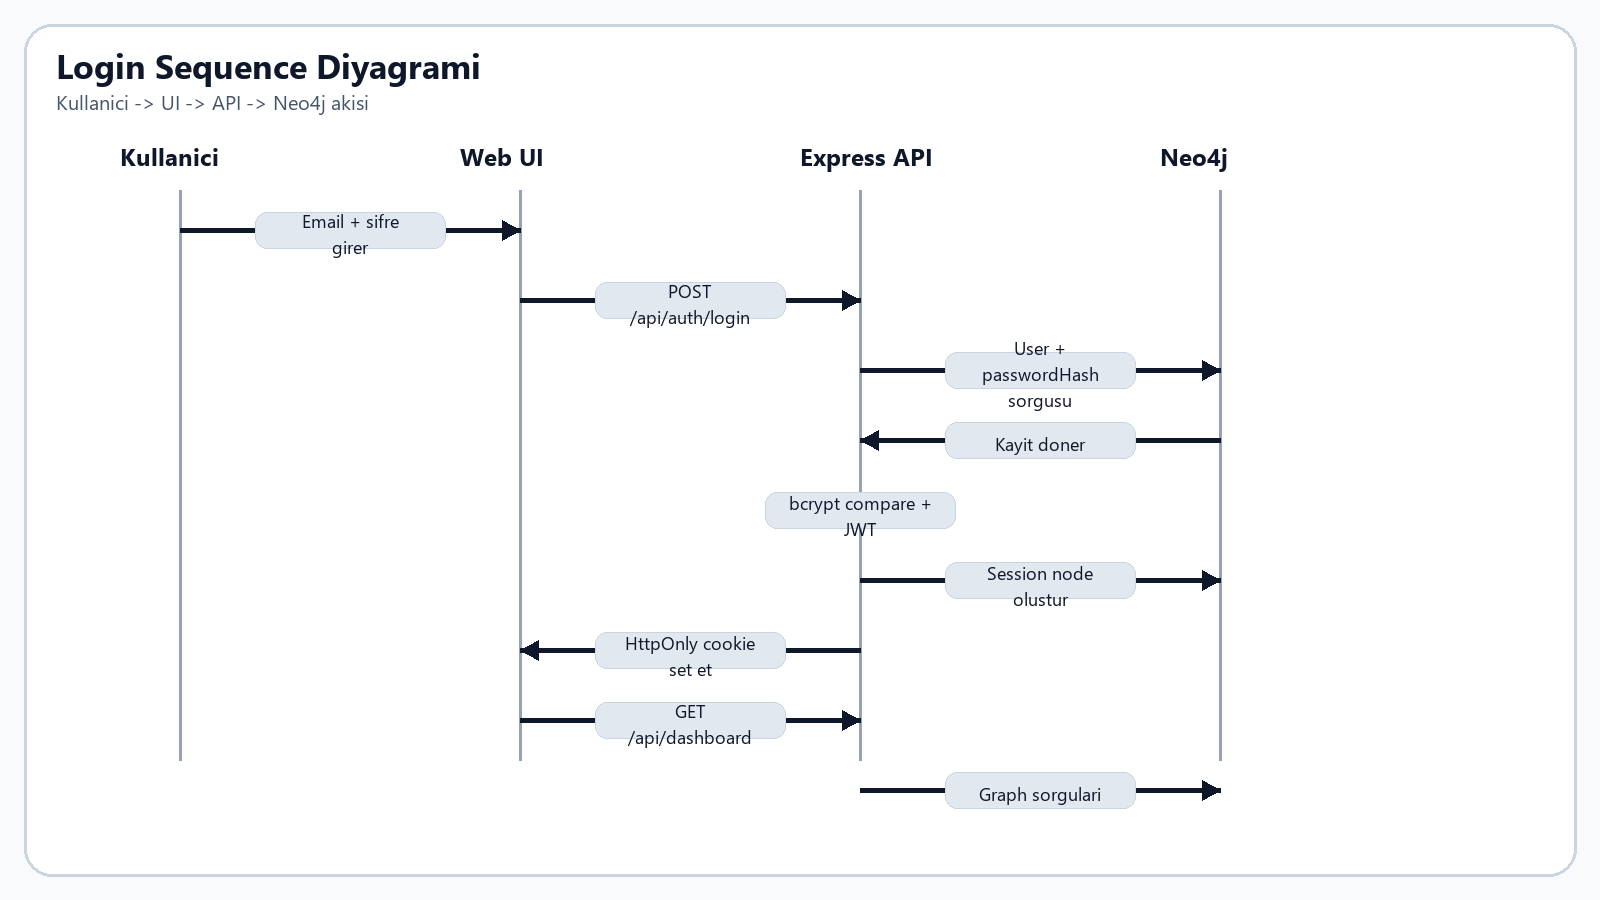 Login Sequence Diyagrami
Kullanici -> UI -> API -> Neo4j akisi
Kullanici
Web UI
Express API
Neo4j
Email + sifre
girer
POST
/api/auth/login
User +
passwordHash
sorgusu
Kayit doner
bcrypt compare +
JWT
Session node
olustur
HttpOnly cookie
set et
GET
/api/dashboard
Graph sorgulari